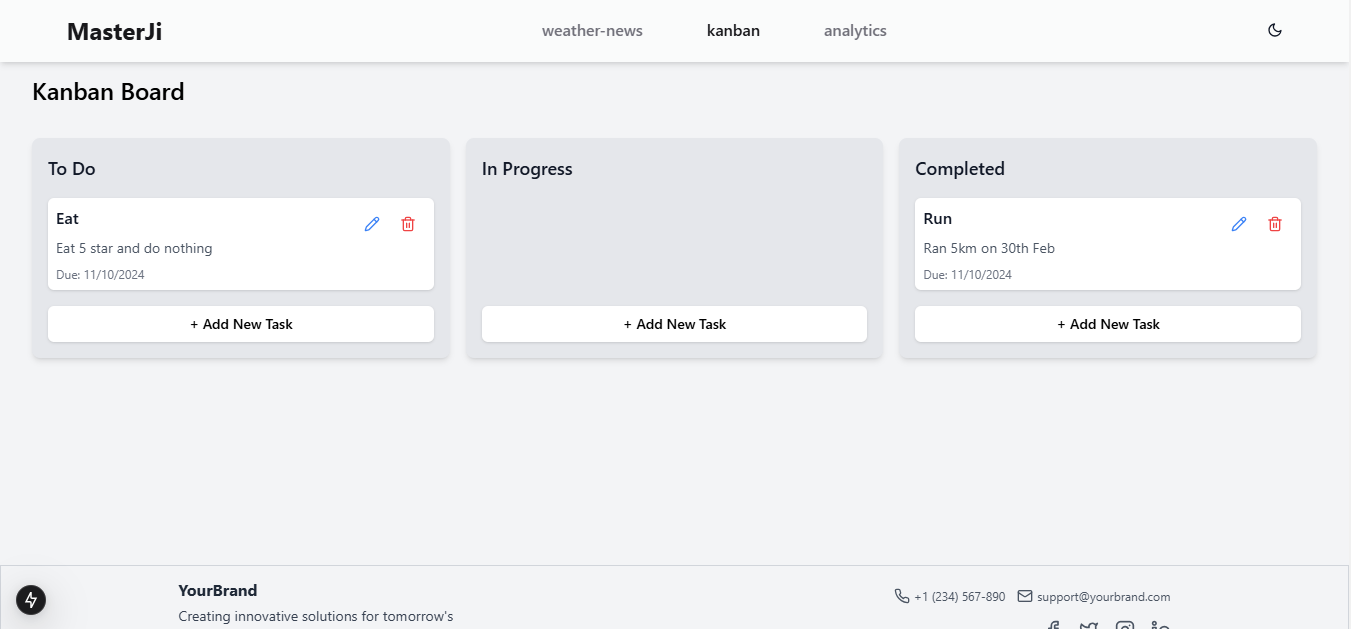 MasterJi
weather-news
kanban
analytics
Kanban Board
To Do
Eat
Eat 5 star and do nothing
Due: 11/10/2024
+ Add New Task
In Progress
+ Add New Task
Completed
Run
Ran 5km on 30th Feb
Due: 11/10/2024
+ Add New Task
YourBrand
Creating innovative solutions for tomorrow's
+1 (234) 567-890
support@yourbrand.com